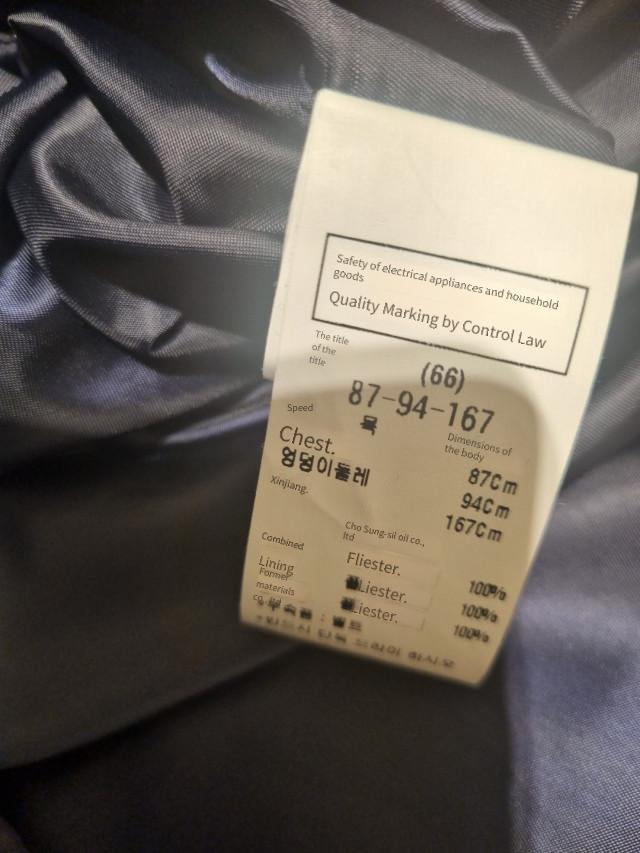 Safety of electrical appliances and household
goods
Quality Marking by Control Law
The title
of the
title
(66)
87-94-167
Speed
목
Dimensions of
the body
Chest.
87Cm
엉덩이둘레
94Cm
Xinjiang.
167Cm
Cho Sung-sil oil co.,
ltd
Combined
Fliester.
100%
Lining
Liester.
100%
Former
materials
co., ltd
Liester.
100%